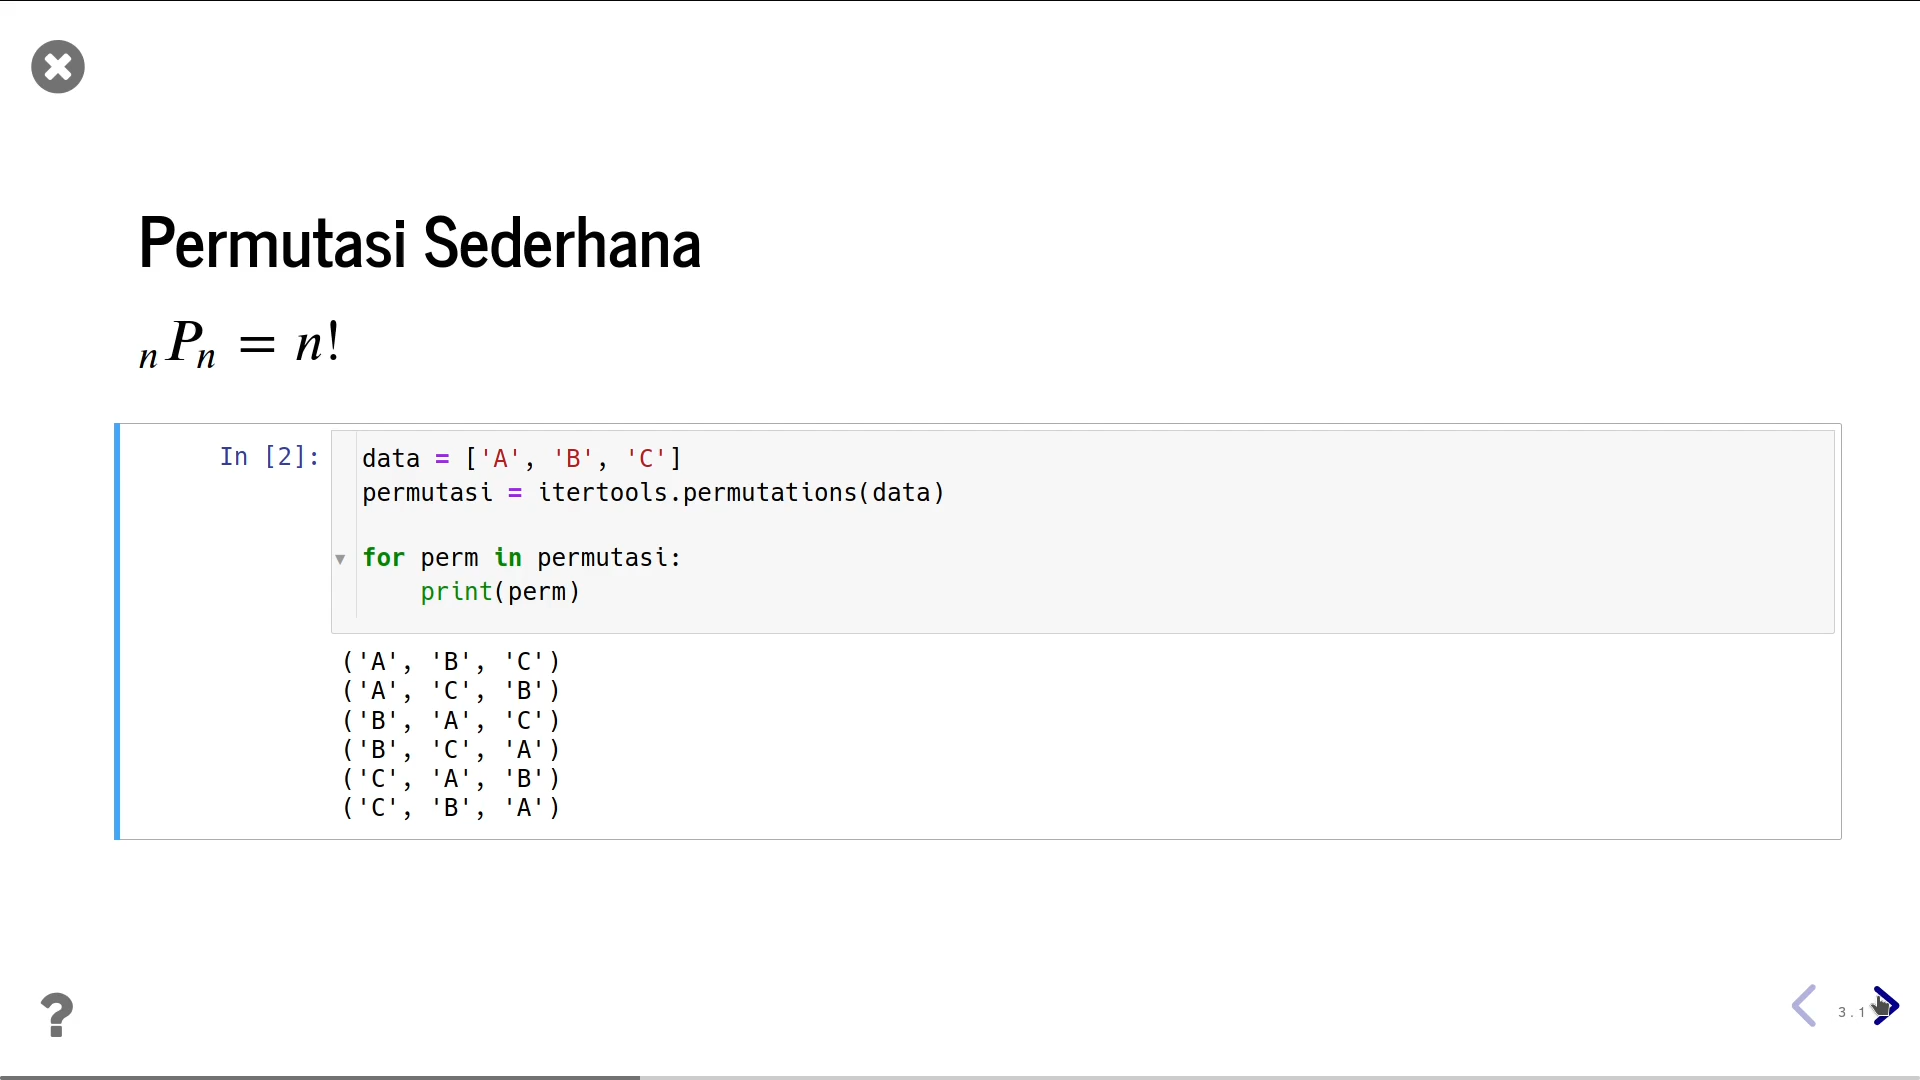 Permutasi Sederhana
nPn = n!
In [2]:
data = ['A', 'B', 'C']
permutasi = itertools.permutations(data)
for perm in permutasi:
    print(perm)
('A', 'B', 'C')
('A', 'C', 'B')
('B', 'A', 'C')
('B', 'C', 'A')
('C', 'A', 'B')
('C', 'B', 'A')
?
3.1